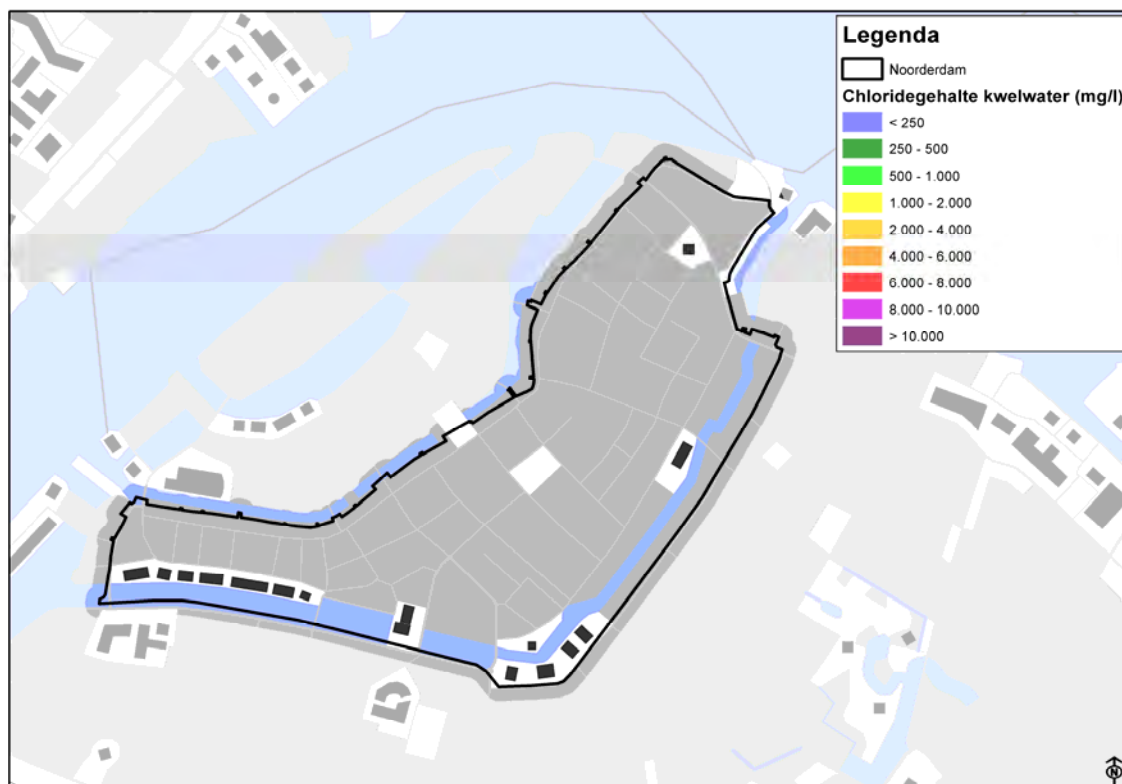 Legenda
Noorderdam
Chloridegehalte kwelwater (mg/l)
< 250
250 - 500
500 - 1.000
1.000 - 2.000
2.000 - 4.000
4.000 - 6.000
6.000 - 8.000
8.000 - 10.000
> 10.000
N